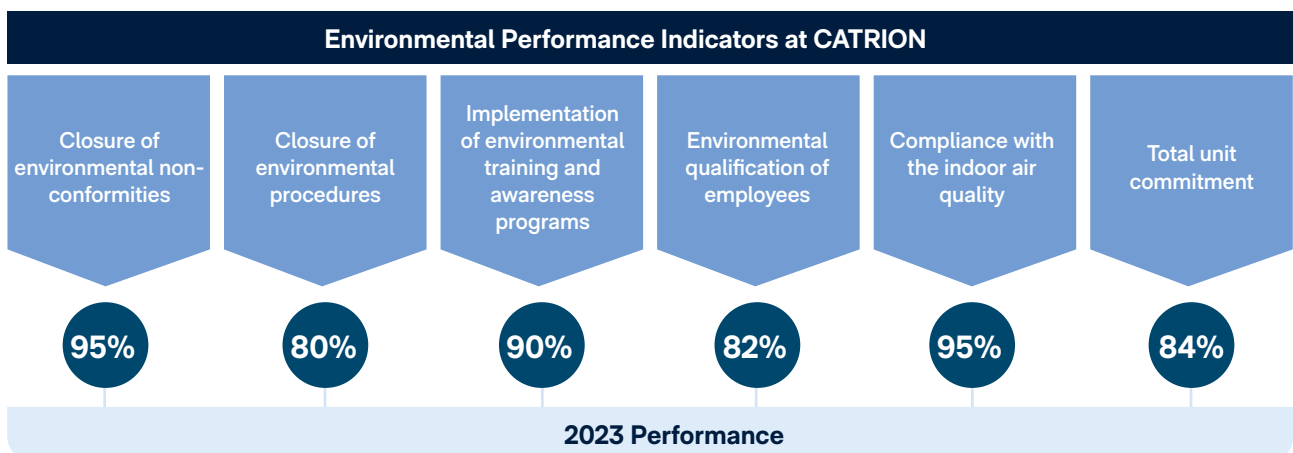 Environmental Performance Indicators at CATRION
Closure of
environmental non-
conformities
Closure of
environmental
procedures
Implementation
of environmental
training and
awareness
programs
Environmental
qualification of
employees
Compliance with
the indoor air
quality
Total unit
commitment
95%
80%
90%
82%
95%
84%
2023 Performance